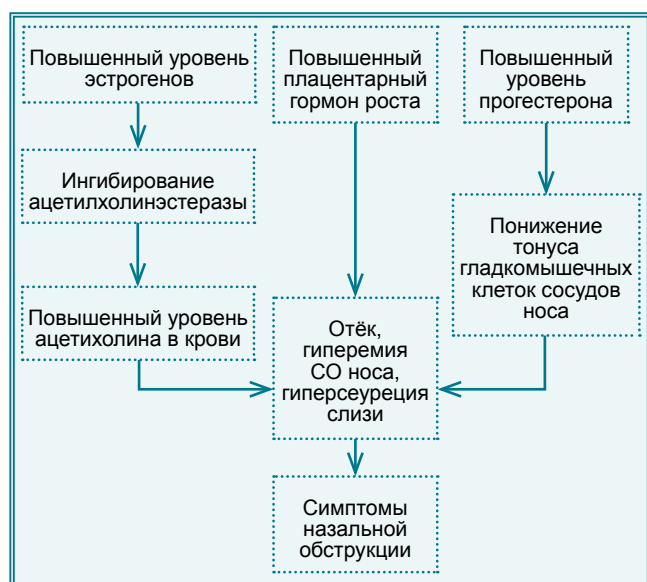 Повышенный уровень
эстрогенов
Повышенный
плацентарный
гормон роста
Повышенный
уровень
прогестерона
Ингибирование
ацетилхолинэстеразы
Понижение
тонуса
гладкомышечных
клеток сосудов
носа
Повышенный уровень
ацетихолина в крови
Отёк,
гиперемия
СО носа,
гиперсеуреция
слизи
Симптомы
назальной
обструкции